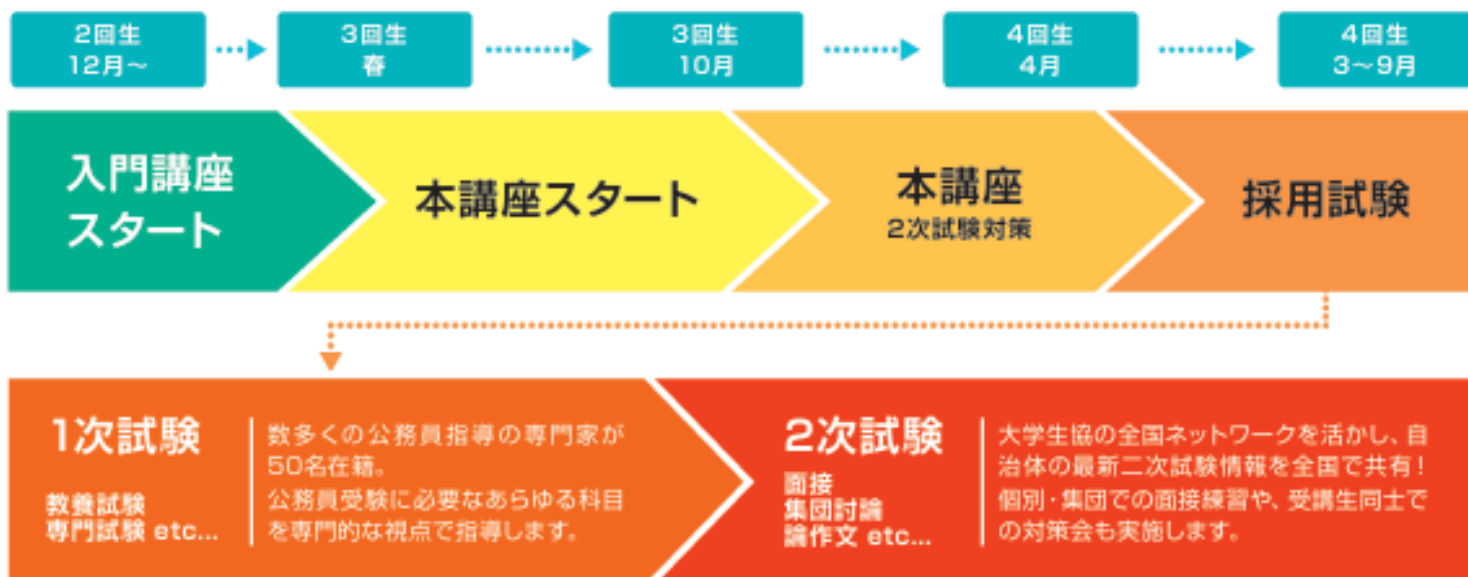 2回生
12月～
3回生
春
3回生
10月
4回生
4月
4回生
3～9月
入門講座
スタート
本講座スタート
本講座
2次試験対策
採用試験
1次試験
教養試験
専門試験 etc...
数多くの公務員指導の専門家が
50名在籍。
公務員受験に必要なあらゆる科目
を専門的な視点で指導します。
2次試験
面接
集団討論
論作文 etc...
大学生協の全国ネットワークを活かし、自
治体の最新二次試験情報を全国で共有！
個別・集団での面接練習や、受講生同士で
の対策会も実施します。